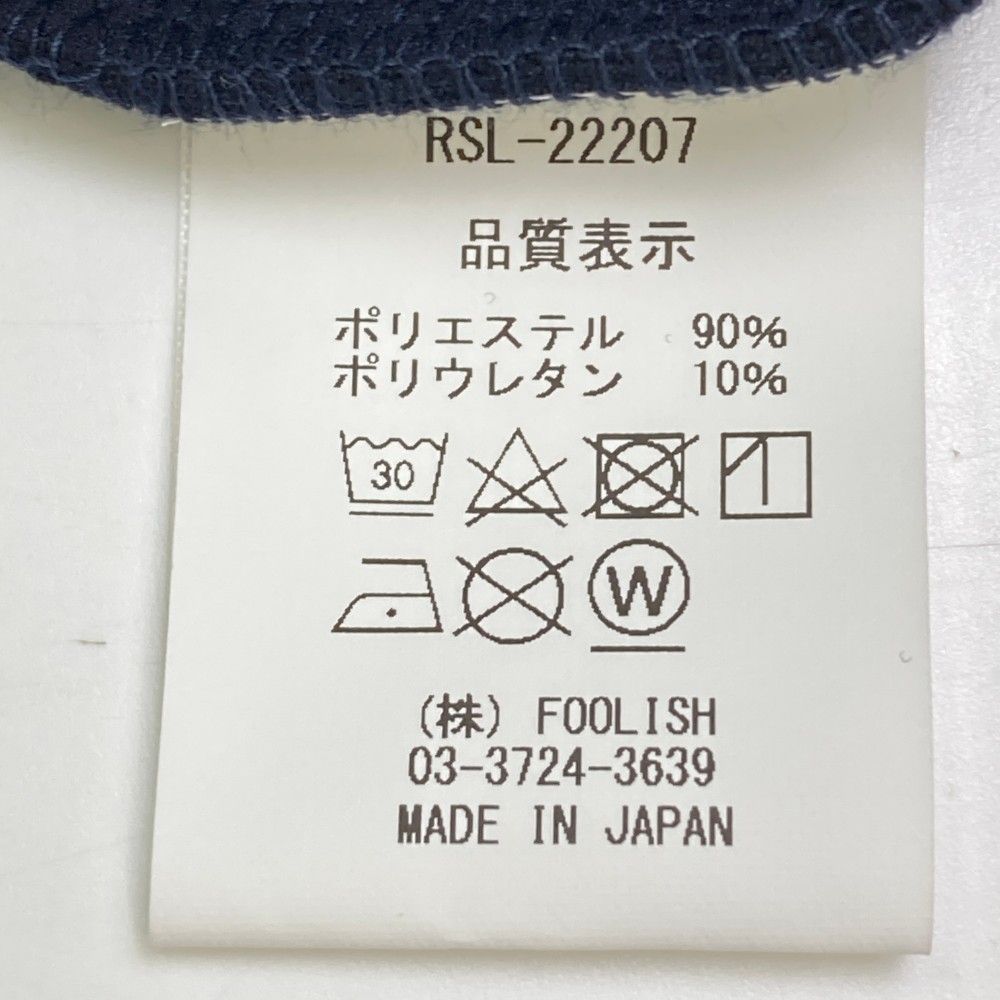 RSL-22207
品質表示
ポリエステル 90%
ポリウレタン 10%
30
W
(株) FOOLISH
03-3724-3639
MADE IN JAPAN